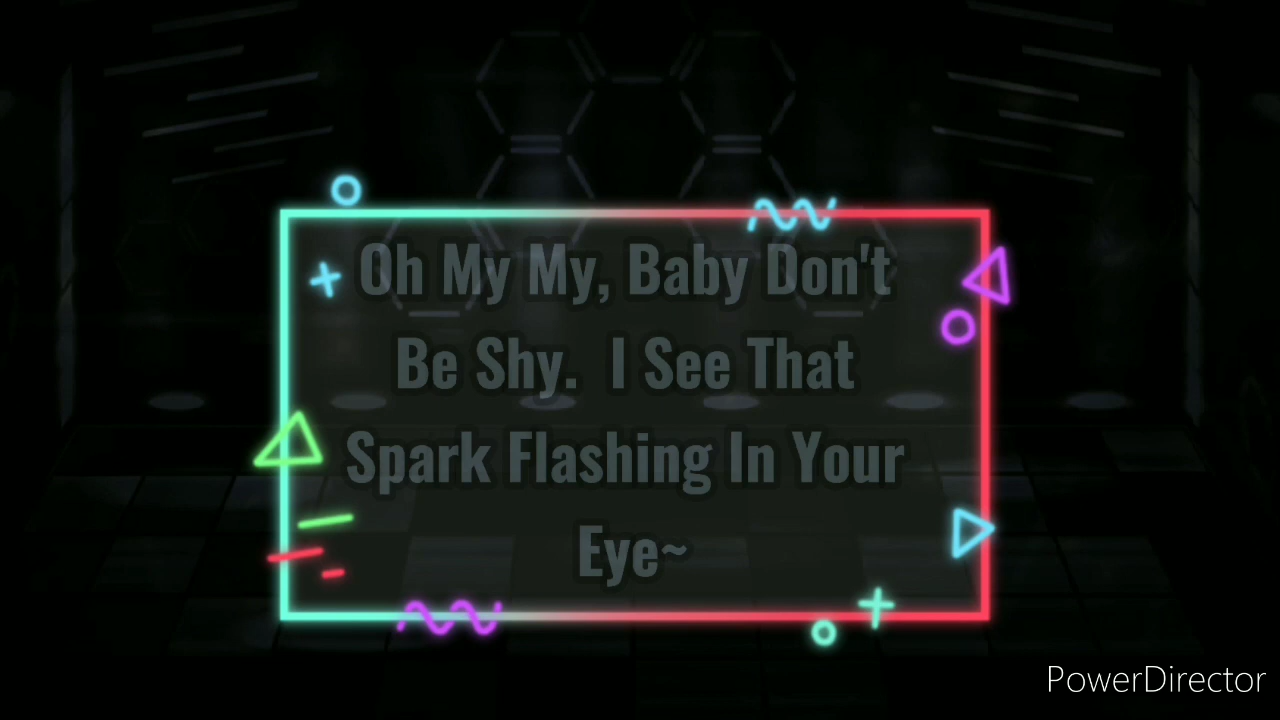 Oh My My, Baby Don't
Be Shy.  I See That
Spark Flashing In Your
Eye~
PowerDirector